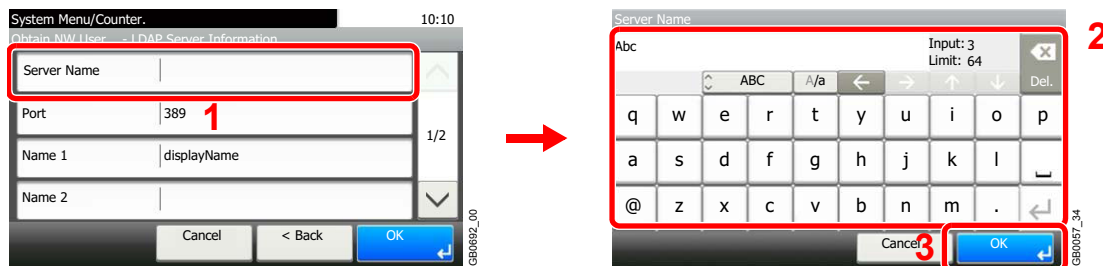 System Menu/Counter.
10:10
Obtain NW User... - LDAP Server Information
Server Name
Port
389
1
Name 1
displayName
Name 2
1/2
Cancel
< Back
OK
GB0692_00
Server Name
2
Abc
Input: 3
Limit: 64
ABC
A/a
Del.
q w e r t y u i o p
a s d f g h j k l
@ z x c v b n m .
Cancel
3
OK
GB0057_34